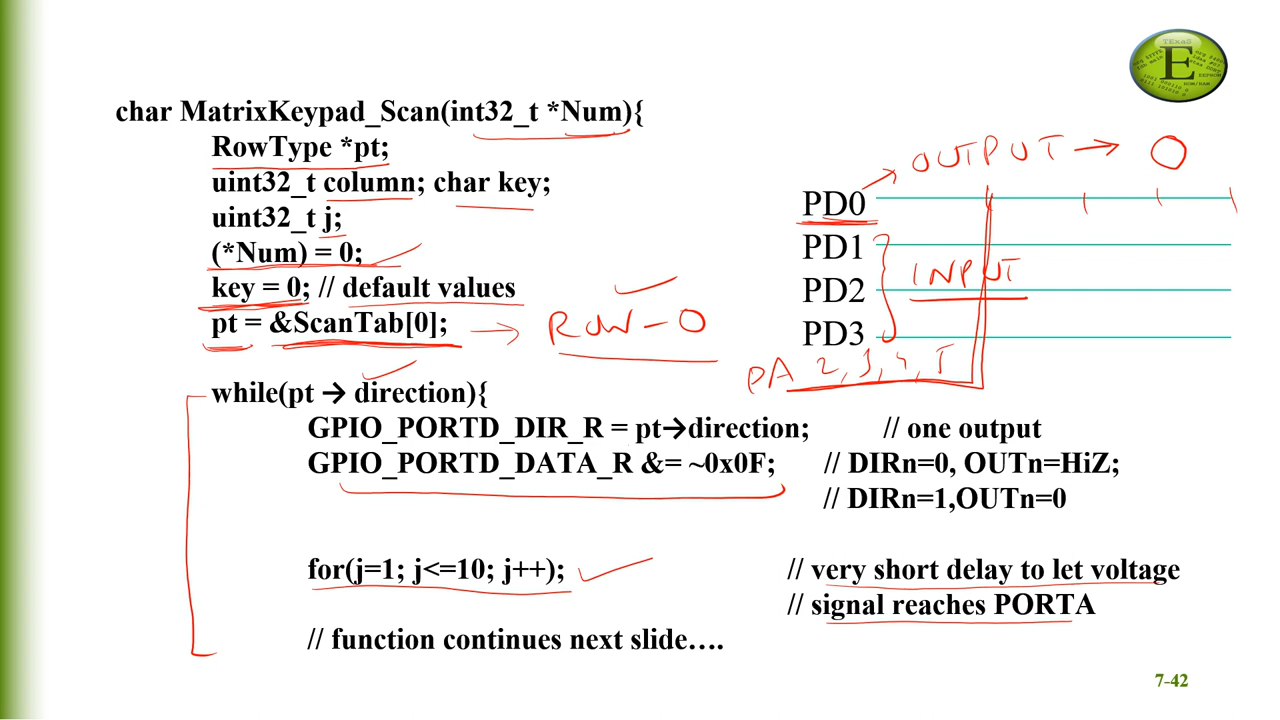 TEXAS
E
char MatrixKeypad_Scan(int32_t *Num){
RowType *pt;
uint32_t column; char key;
uint32_t j;
(*Num) = 0;
key = 0; // default values
pt = &ScanTab[0];
ROW-0
OUTPUT → 0
PD0
PD1
PD2
PD3
INPUT
PA 2, 3, 4, 5
while(pt → direction){
GPIO_PORTD_DIR_R = pt→direction; // one output
GPIO_PORTD_DATA_R &= ~0x0F; // DIRn=0, OUTn=HiZ;
// DIRn=1,OUTn=0
for(j=1; j<=10; j++); // very short delay to let voltage
// signal reaches PORTA
// function continues next slide….
7-42